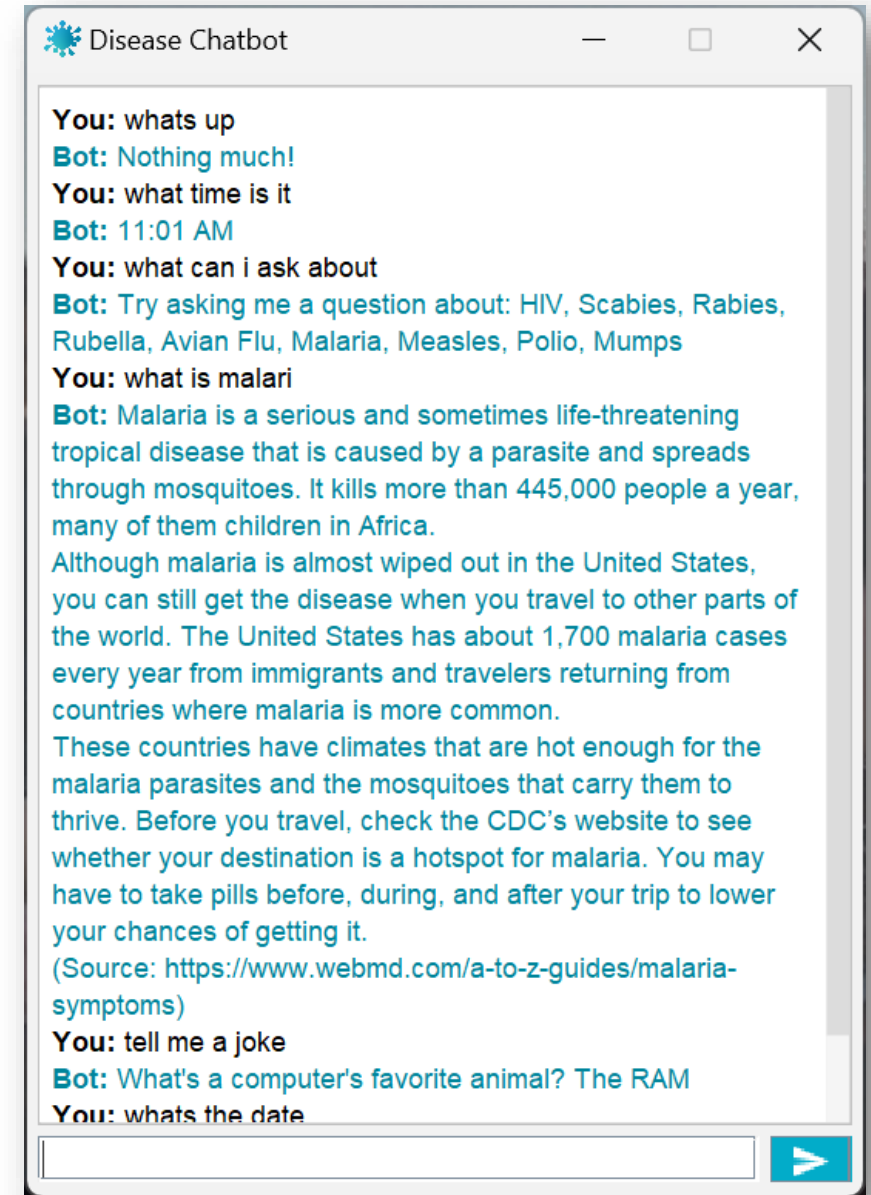 Disease Chatbot
You: whats up
Bot: Nothing much!
You: what time is it
Bot: 11:01 AM
You: what can i ask about
Bot: Try asking me a question about: HIV, Scabies, Rabies,
Rubella, Avian Flu, Malaria, Measles, Polio, Mumps
You: what is malari
Bot: Malaria is a serious and sometimes life-threatening
tropical disease that is caused by a parasite and spreads
through mosquitoes. It kills more than 445,000 people a year,
many of them children in Africa.
Although malaria is almost wiped out in the United States,
you can still get the disease when you travel to other parts of
the world. The United States has about 1,700 malaria cases
every year from immigrants and travelers returning from
countries where malaria is more common.
These countries have climates that are hot enough for the
malaria parasites and the mosquitoes that carry them to
thrive. Before you travel, check the CDC’s website to see
whether your destination is a hotspot for malaria. You may
have to take pills before, during, and after your trip to lower
your chances of getting it.
(Source: https://www.webmd.com/a-to-z-guides/malaria-
symptoms)
You: tell me a joke
Bot: What's a computer's favorite animal? The RAM
You: whats the date